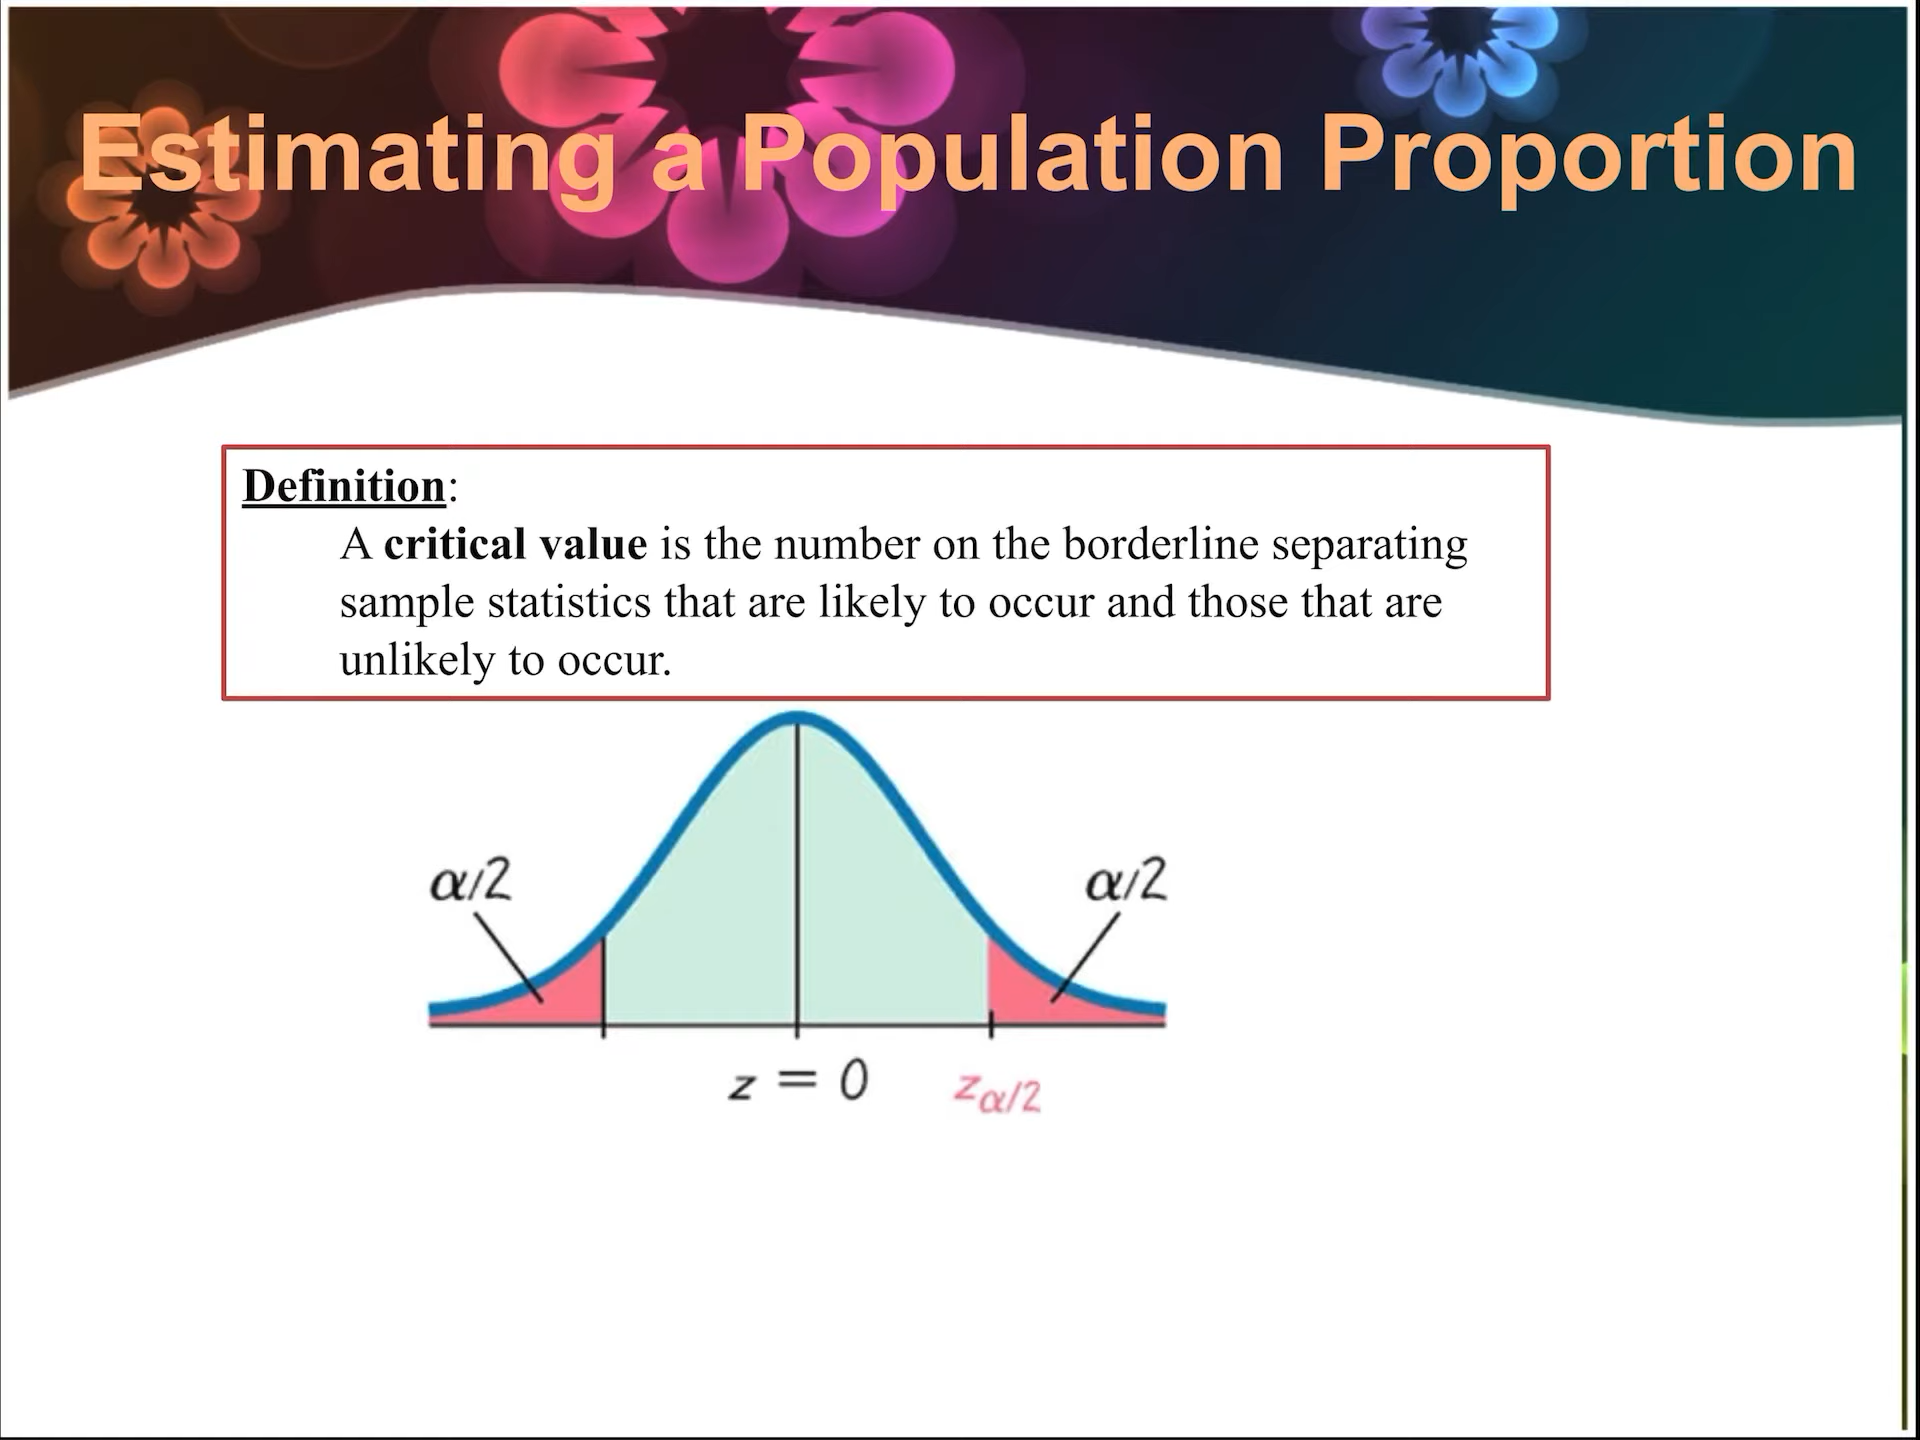 Estimating a Population Proportion
Definition:
A critical value is the number on the borderline separating
sample statistics that are likely to occur and those that are
unlikely to occur.
α/2 α/2
z = 0 zα/2